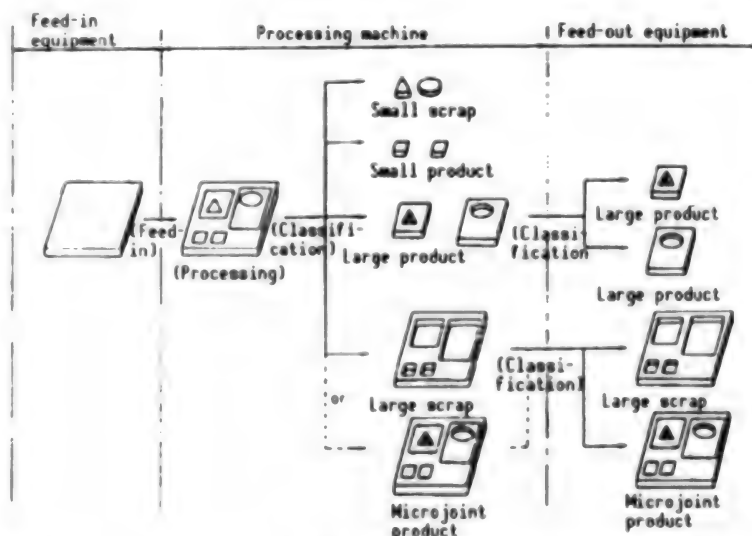 Feed-in
equipment
Processing machine
Feed-out equipment
Small scrap
Small product
(Feed-
in)
(Processing)
(Classifi-
cation)
Large product
(Classi-
fication
Large product
Large product
or
Large scrap
(Classi-
fication)
Large scrap
Microjoint
product
Microjoint
product